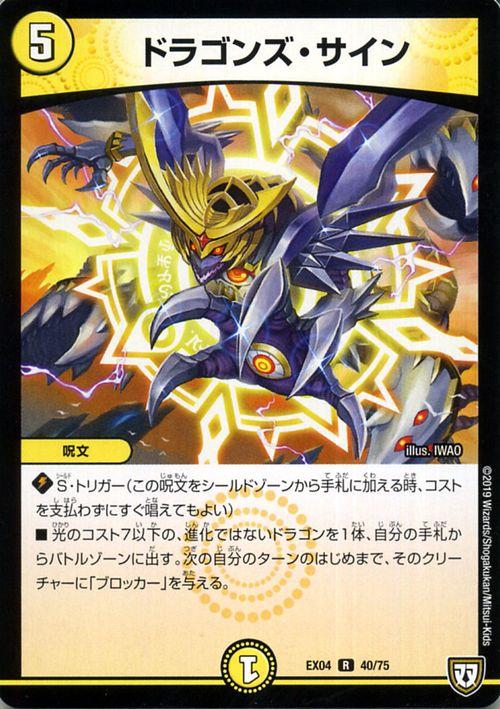 5
ドラゴンズ・サイン
illus. IWAO
呪文
S・トリガー(この呪文をシールドゾーンから手札に加える時、コスト
を支払わずにすぐ唱えてもよい)
■光のコスト7以下の、進化ではないドラゴンを1体、自分の手札か
らバトルゾーンに出す。次の自分のターンのはじめまで、そのクリー
チャーに「ブロッカー」を与える。
©2019 Wizards/Shogakukan/Mitsui-Kids
1
EX04 R 40/75